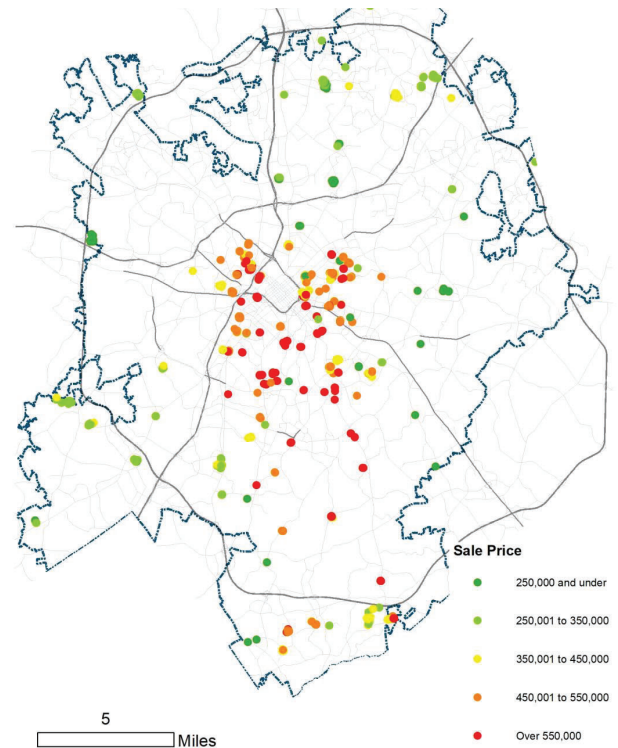 Sale Price
250,000 and under
250,001 to 350,000
350,001 to 450,000
450,001 to 550,000
Over 550,000
5
Miles